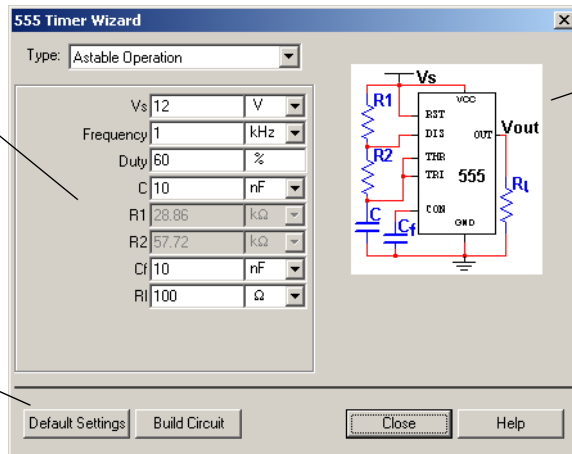 555 Timer Wizard
Type: Astable Operation
Vs 12 V
Frequency 1 kHz
Duty 60 %
C 10 nF
R1 28.86 kΩ
R2 57.72 kΩ
Cf 10 nF
Rl 100 Ω
Vs
R1
VCC
RST
DIS
OUT
Vout
R2
THR
TRI
555
Rl
C
Cf
CON
GND
Default Settings
Build Circuit
Close
Help